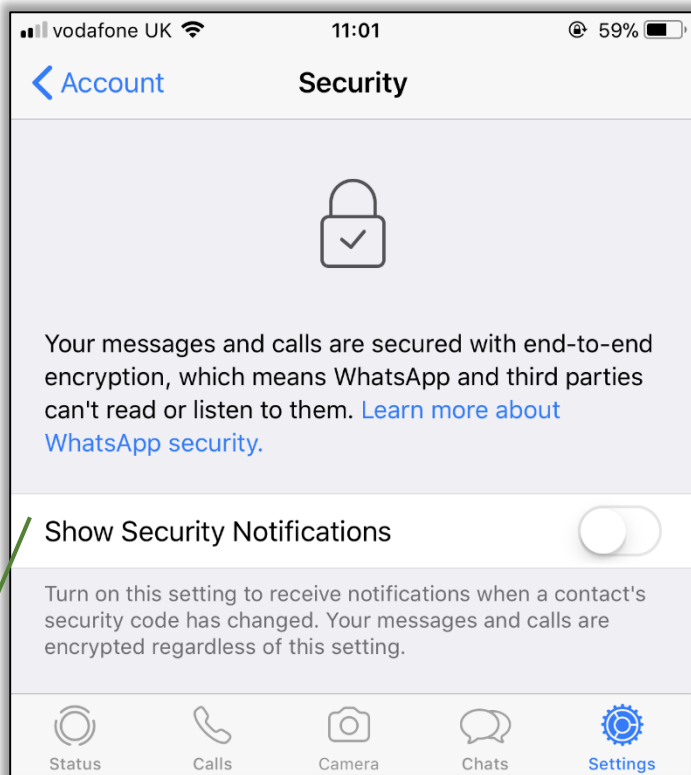 vodafone UK 11:01 59%
Account Security
Your messages and calls are secured with end-to-end
encryption, which means WhatsApp and third parties
can't read or listen to them. Learn more about
WhatsApp security.
Show Security Notifications
Turn on this setting to receive notifications when a contact's
security code has changed. Your messages and calls are
encrypted regardless of this setting.
Status Calls Camera Chats Settings